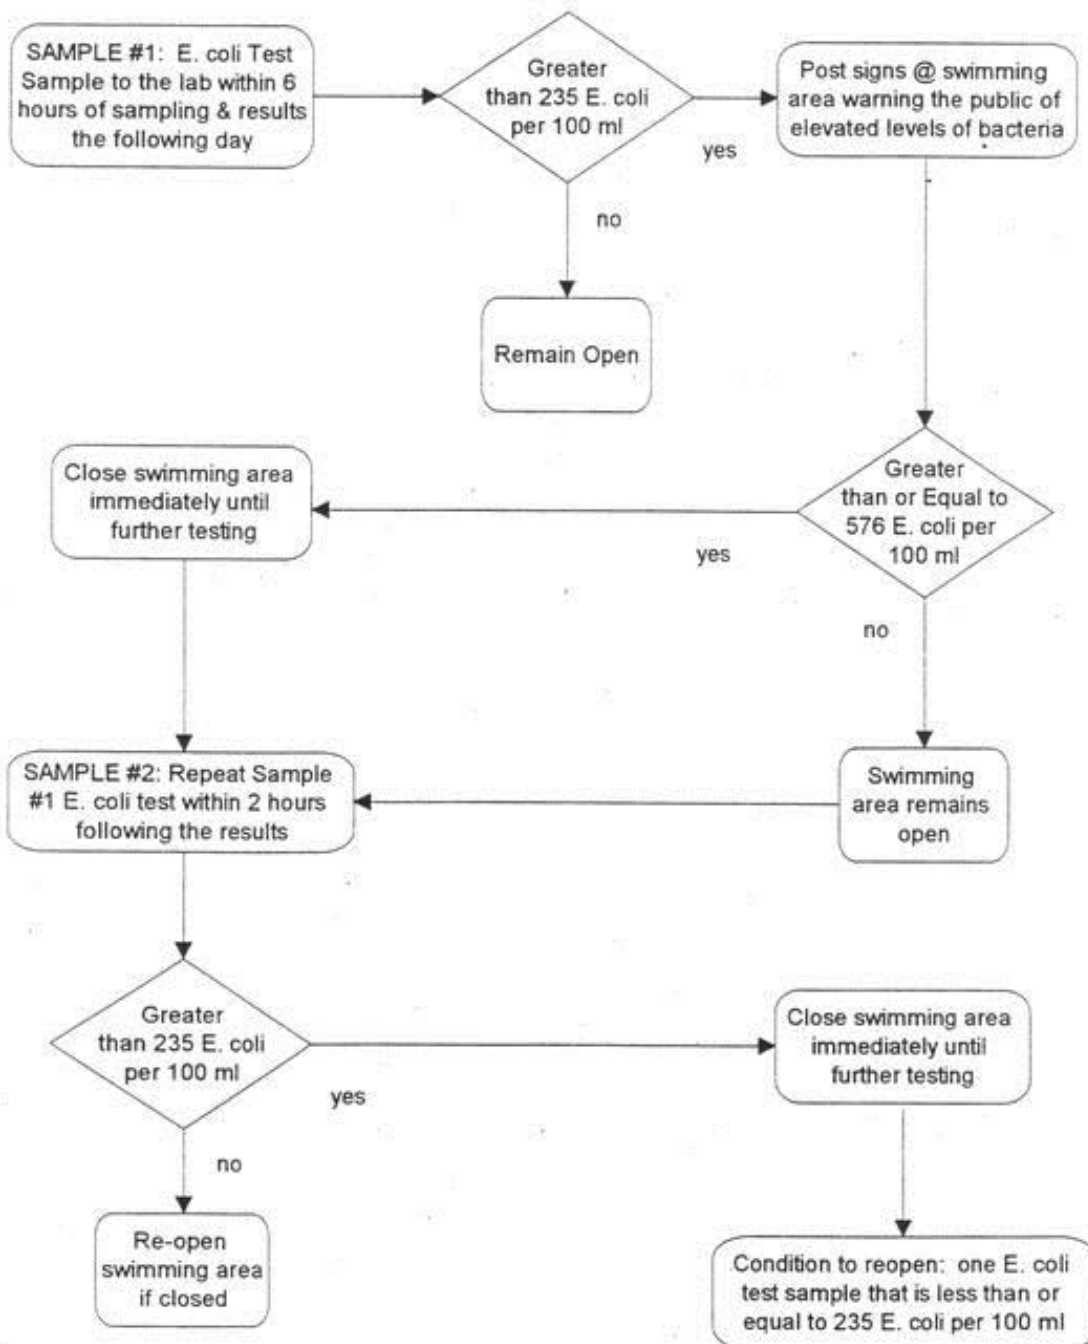 SAMPLE #1: E. coli Test
Sample to the lab within 6
hours of sampling & results
the following day
Greater
than 235 E. coli
per 100 ml
yes
Post signs @ swimming
area warning the public of
elevated levels of bacteria
no
Remain Open
Greater
than or Equal to
576 E. coli per
100 ml
yes
Close swimming area
immediately until
further testing
no
Swimming
area remains
open
SAMPLE #2: Repeat Sample
#1 E. coli test within 2 hours
following the results
Greater
than 235 E. coli
per 100 ml
yes
Close swimming area
immediately until
further testing
no
Re-open
swimming area
if closed
Condition to reopen: one E. coli
test sample that is less than or
equal to 235 E. coli per 100 ml